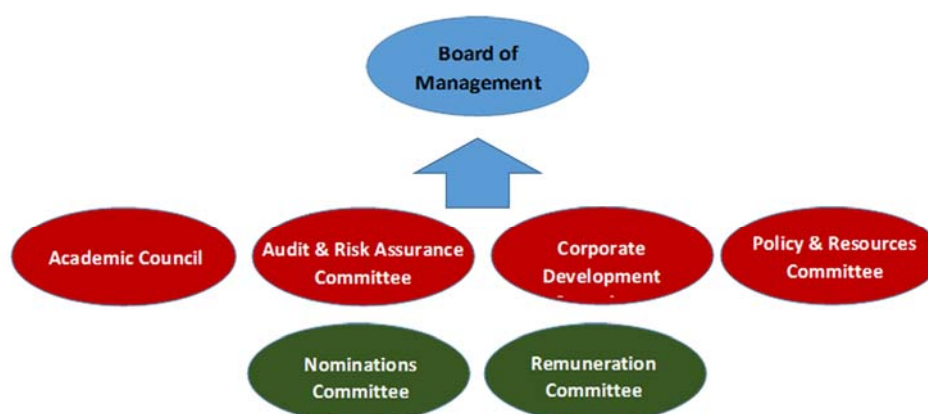 Board of
Management
Academic Council
Audit & Risk Assurance
Committee
Corporate
Development
Policy & Resources
Committee
Nominations
Committee
Remuneration
Committee